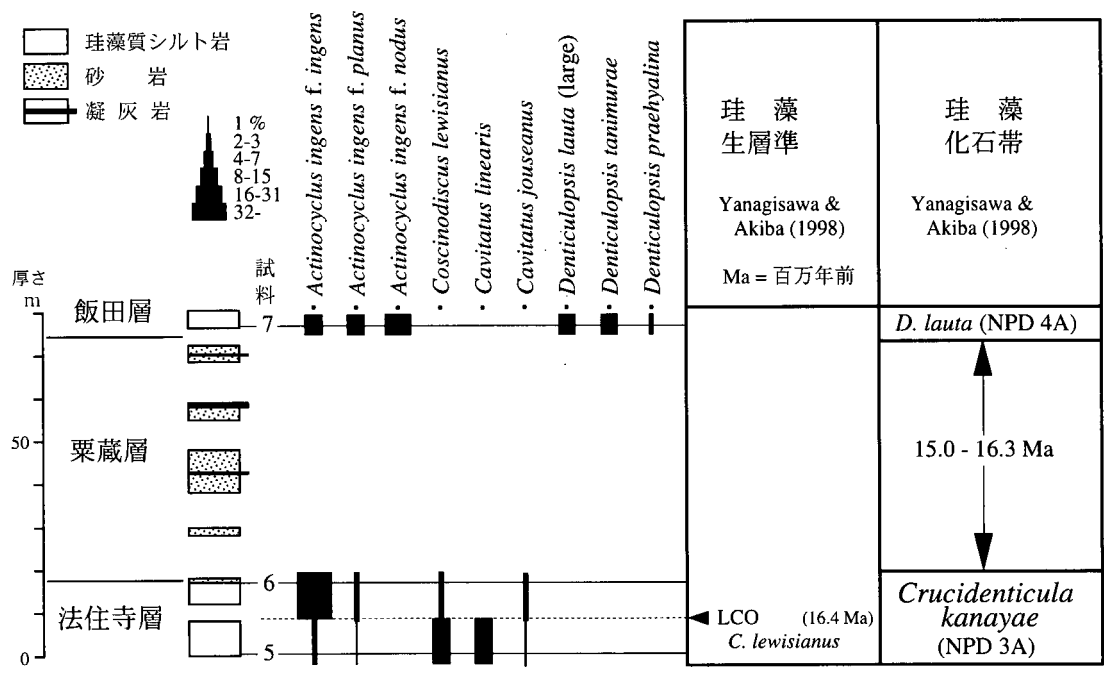 珪藻質シルト岩
砂 岩
凝 灰 岩
1 %
2-3
4-7
8-15
16-31
32-
Actinocyclus ingens f. ingens
Actinocyclus ingens f. planus
Actinocyclus ingens f. nodus
Coscinodiscus lewisianus
Cavitatus linearis
Cavitatus jouseanus
Denticulopsis lauta (large)
Denticulopsis tanimurae
Denticulopsis praehyalina
珪 藻
生層準
Yanagisawa &
Akiba (1998)
Ma = 百万年前
珪 藻
化石帯
Yanagisawa &
Akiba (1998)
厚さ
m
試
料
飯田層
7
D. lauta (NPD 4A)
50
粟蔵層
15.0 - 16.3 Ma
6
法住寺層
LCO (16.4 Ma)
C. lewisianus
Crucidenticula
kanayae
(NPD 3A)
0
5